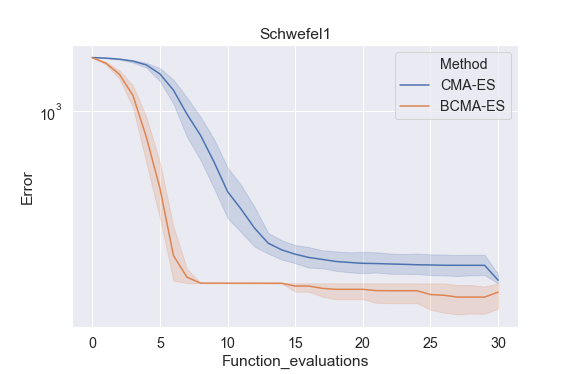 Schwefel1
Method
CMA-ES
BCMA-ES
10³
Error
0 5 10 15 20 25 30
Function_evaluations